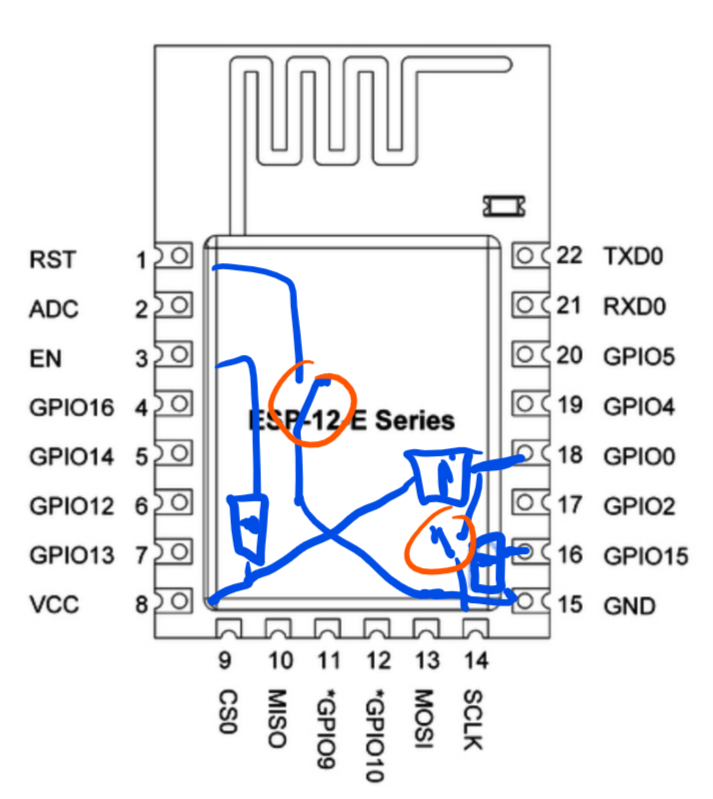 RST 1 22 TXD0
ADC 2 21 RXD0
EN 3 20 GPIO5
GPIO16 4 19 GPIO4
ESP-12-E Series
GPIO14 5 18 GPIO0
GPIO12 6 17 GPIO2
GPIO13 7 16 GPIO15
VCC 8 15 GND
9 10 11 12 13 14
CS0
MISO
*GPIO9
*GPIO10
MOSI
SCLK